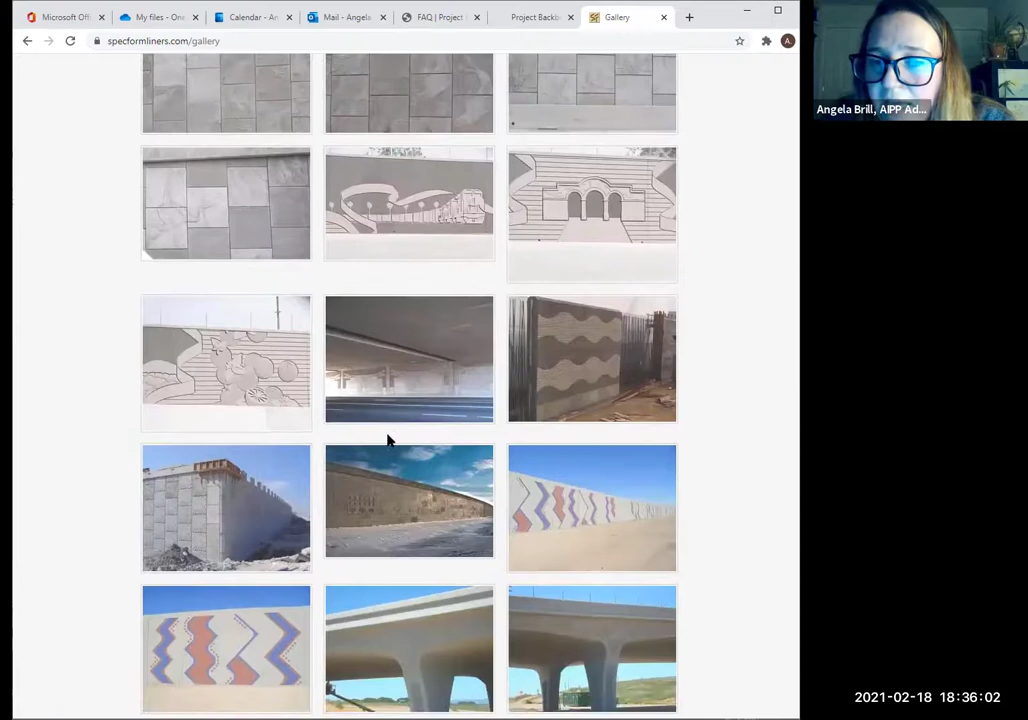 Microsoft Offi
My files - One
Calendar - An
Mail - Angela
FAQ | Project
Project Backb
Gallery
specformliners.com/gallery
A.
Angela Brill, AIPP Ad...
2021-02-18 18:36:02